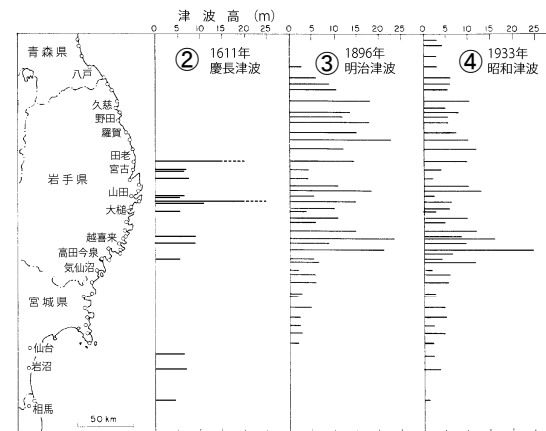 津 波 高 (m)
0 5 10 15 20 25
0 5 10 15 20 25
0 5 10 15 20 25
② 1611年
慶長津波
③ 1896年
明治津波
④ 1933年
昭和津波
青森県
八戸
久慈
野田
羅賀
田老
宮古
岩手県
山田
大槌
越喜来
高田今泉
気仙沼
宮城県
仙台
岩沼
相馬
50km